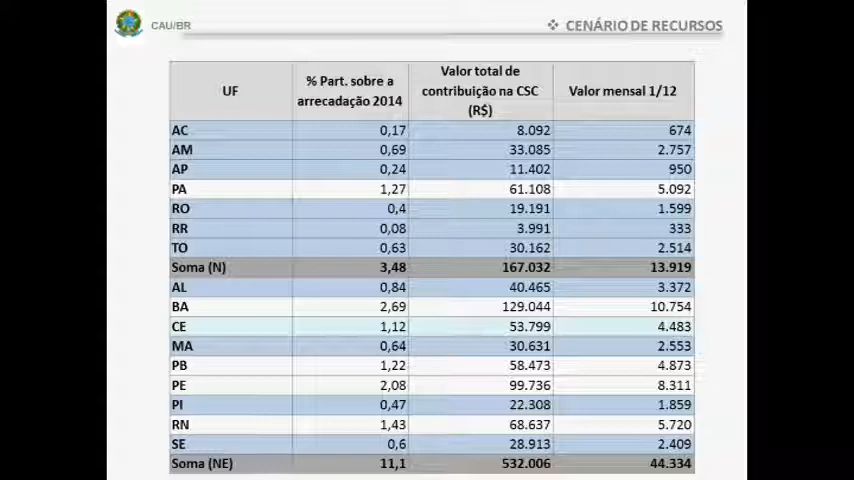 CAU/BR
❖ CENÁRIO DE RECURSOS
UF % Part. sobre a arrecadação 2014 Valor total de contribuição na CSC (R$) Valor mensal 1/12
AC 0,17 8.092 674
AM 0,69 33.085 2.757
AP 0,24 11.402 950
PA 1,27 61.108 5.092
RO 0,4 19.191 1.599
RR 0,08 3.991 333
TO 0,63 30.162 2.514
Soma (N) 3,48 167.032 13.919
AL 0,84 40.465 3.372
BA 2,69 129.044 10.754
CE 1,12 53.799 4.483
MA 0,64 30.631 2.553
PB 1,22 58.473 4.873
PE 2,08 99.736 8.311
PI 0,47 22.308 1.859
RN 1,43 68.637 5.720
SE 0,6 28.913 2.409
Soma (NE) 11,1 532.006 44.334